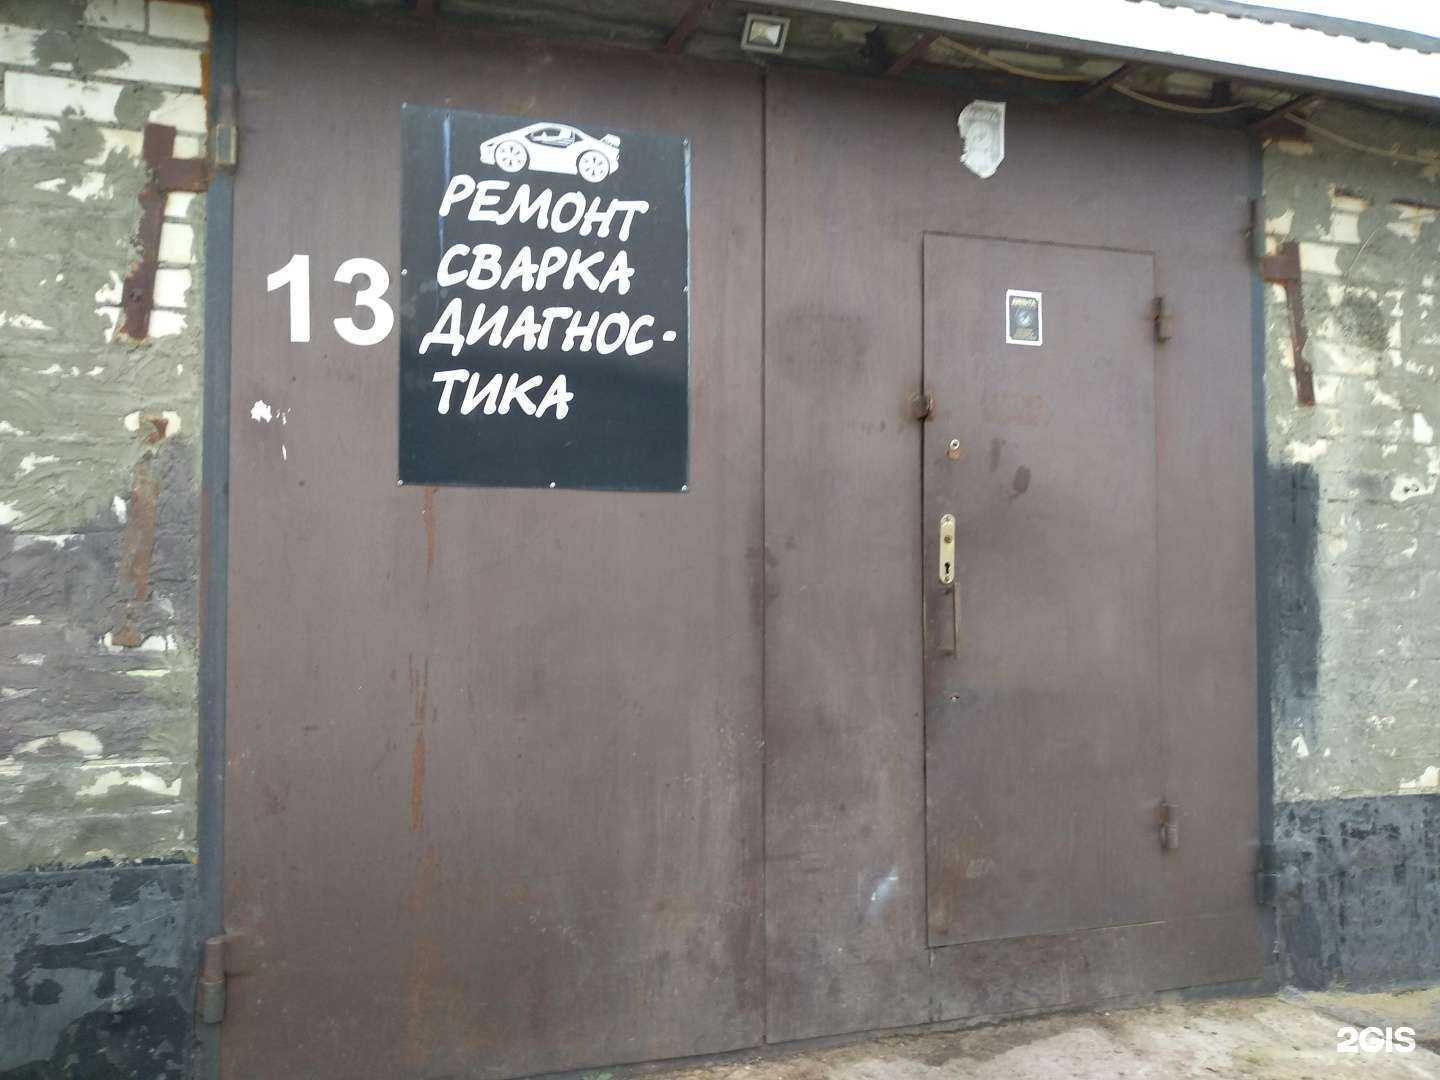 13
РЕМОНТ
СВАРКА
ДИАГНОС-
ТИКА
2GIS